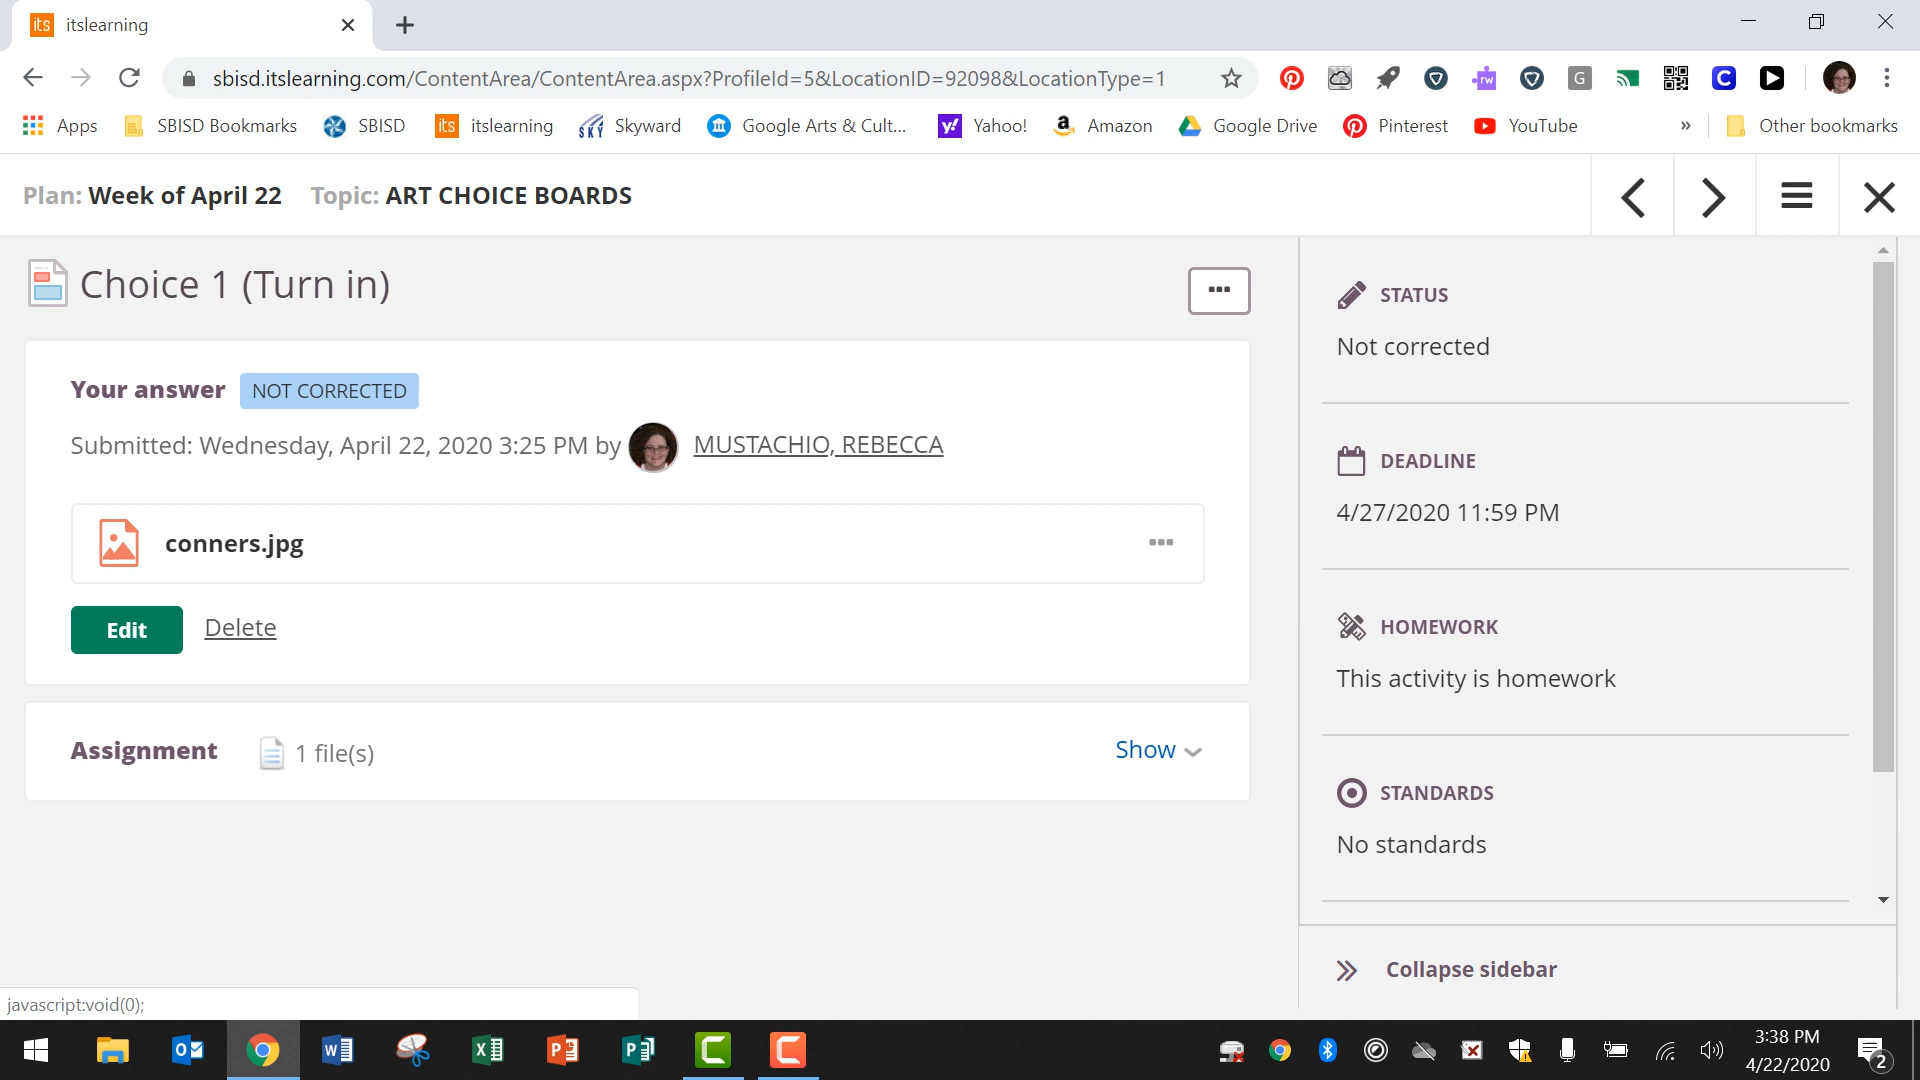 its itslearning
sbisd.itslearning.com/ContentArea/ContentArea.aspx?ProfileId=5&LocationID=92098&LocationType=1
Apps SBISD Bookmarks SBISD its itslearning SKY Skyward Google Arts & Cult... Yahoo! Amazon Google Drive Pinterest YouTube » Other bookmarks
Plan: Week of April 22 Topic: ART CHOICE BOARDS
Choice 1 (Turn in)
Your answer NOT CORRECTED
Submitted: Wednesday, April 22, 2020 3:25 PM by MUSTACHIO, REBECCA
conners.jpg
Edit Delete
Assignment 1 file(s) Show
STATUS
Not corrected
DEADLINE
4/27/2020 11:59 PM
HOMEWORK
This activity is homework
STANDARDS
No standards
Collapse sidebar
javascript:void(0);
3:38 PM
4/22/2020
2